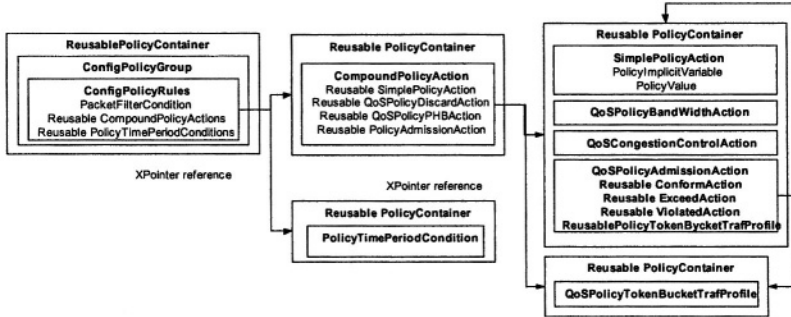 ReusablePolicyContainer
ConfigPolicyGroup
ConfigPolicyRules
PacketFilterCondition
Reusable CompoundPolicyActions
Reusable PolicyTimePeriodConditions
XPointer reference
Reusable PolicyContainer
CompoundPolicyAction
Reusable SimplePolicyAction
Reusable QoSPolicyDiscardAction
Reusable QoSPolicyPHBAction
Reusable PolicyAdmissionAction
XPointer reference
Reusable PolicyContainer
PolicyTimePeriodCondition
Reusable PolicyContainer
SimplePolicyAction
PolicyImplicitVariable
PolicyValue
QoSPolicyBandWidthAction
QoSCongestionControlAction
QoSPolicyAdmissionAction
Reusable ConformAction
Reusable ExceedAction
Reusable ViolatedAction
ReusablePolicyTokenBycketTrafProfile
Reusable PolicyContainer
QoSPolicyTokenBucketTrafProfile